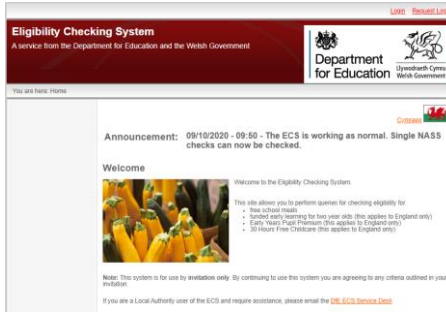 Login Request Log
Eligibility Checking System
A service from the Department for Education and the Welsh Government
Department
for Education
Llywodraeth Cymru
Welsh Government
You are here: Home
Cymraeg
Announcement: 09/10/2020 - 09:50 - The ECS is working as normal. Single NASS
checks can now be checked.
Welcome
Welcome to the Eligibility Checking System.
This site allows you to perform queries for checking eligibility for
free school meals
funded early learning for two year olds (this applies to England only)
Early Years Pupil Premium (this applies to England only)
30 Hours Free Childcare (this applies to England only)
Note: This system is for use by invitation only. By continuing to use this system you are agreeing to any criteria outlined in your
invitation.
If you are a Local Authority user of the ECS and require assistance, please email the DfE ECS Service Desk